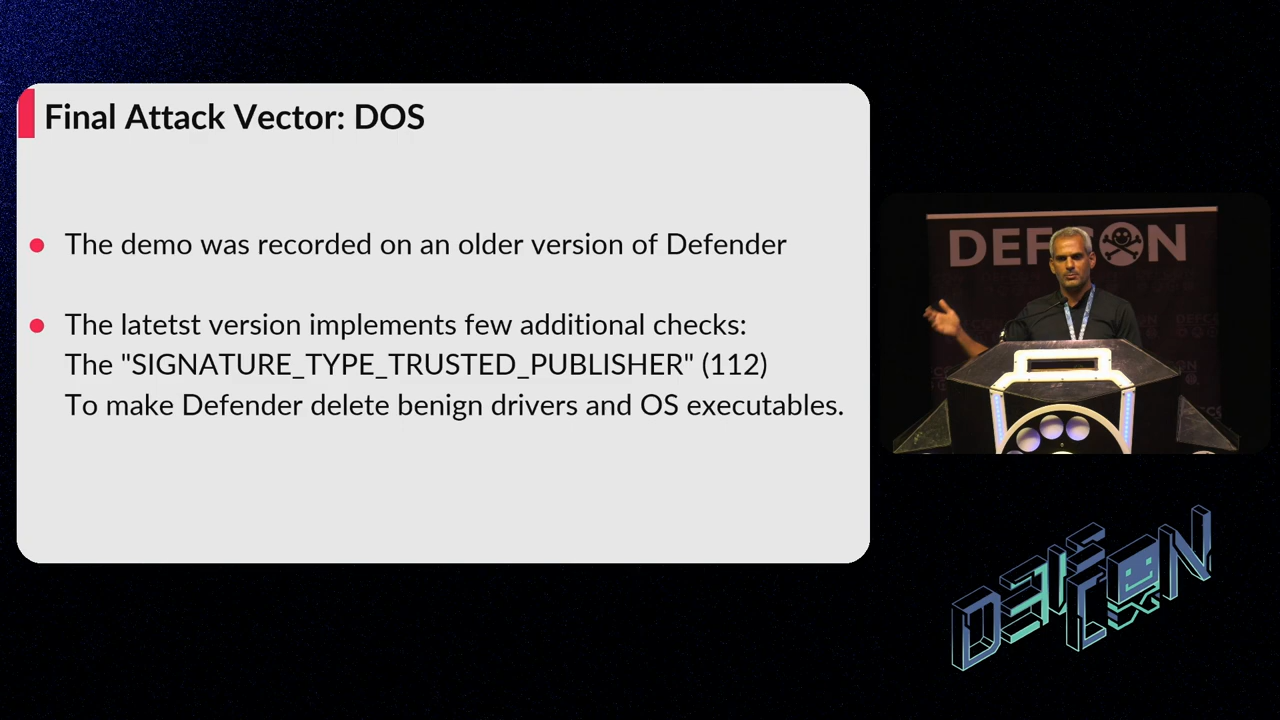 Final Attack Vector: DOS
The demo was recorded on an older version of Defender
The latetst version implements few additional checks:
The "SIGNATURE_TYPE_TRUSTED_PUBLISHER" (112)
To make Defender delete benign drivers and OS executables.
DEFCON
DEFCON